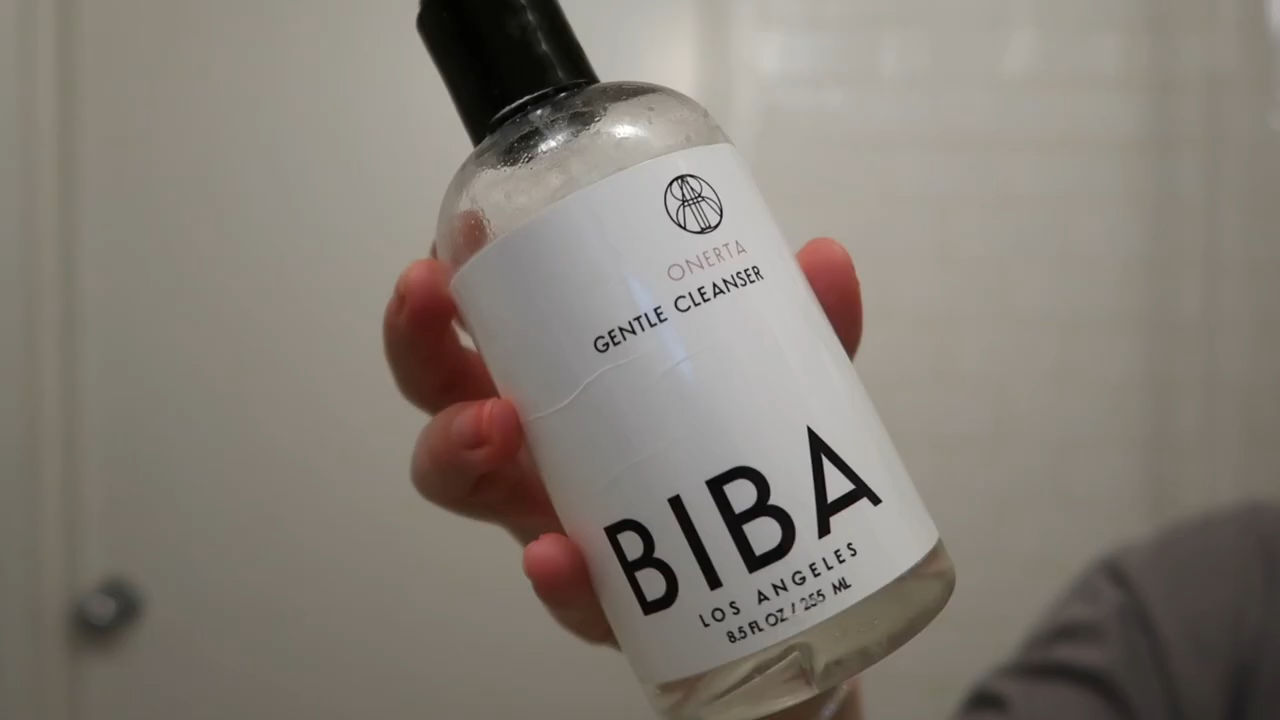 ONERTA
GENTLE CLEANSER
BIBA
LOS ANGELES
8.5 FL OZ / 255 ML